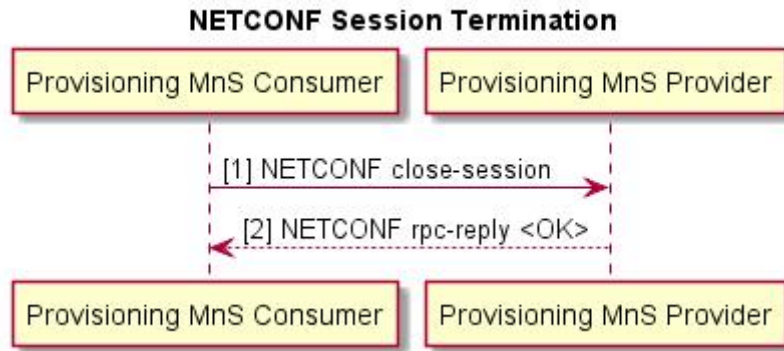 NETCONF Session Termination
Provisioning MnS Consumer
Provisioning MnS Provider
[1] NETCONF close-session
[2] NETCONF rpc-reply <OK>
Provisioning MnS Consumer
Provisioning MnS Provider